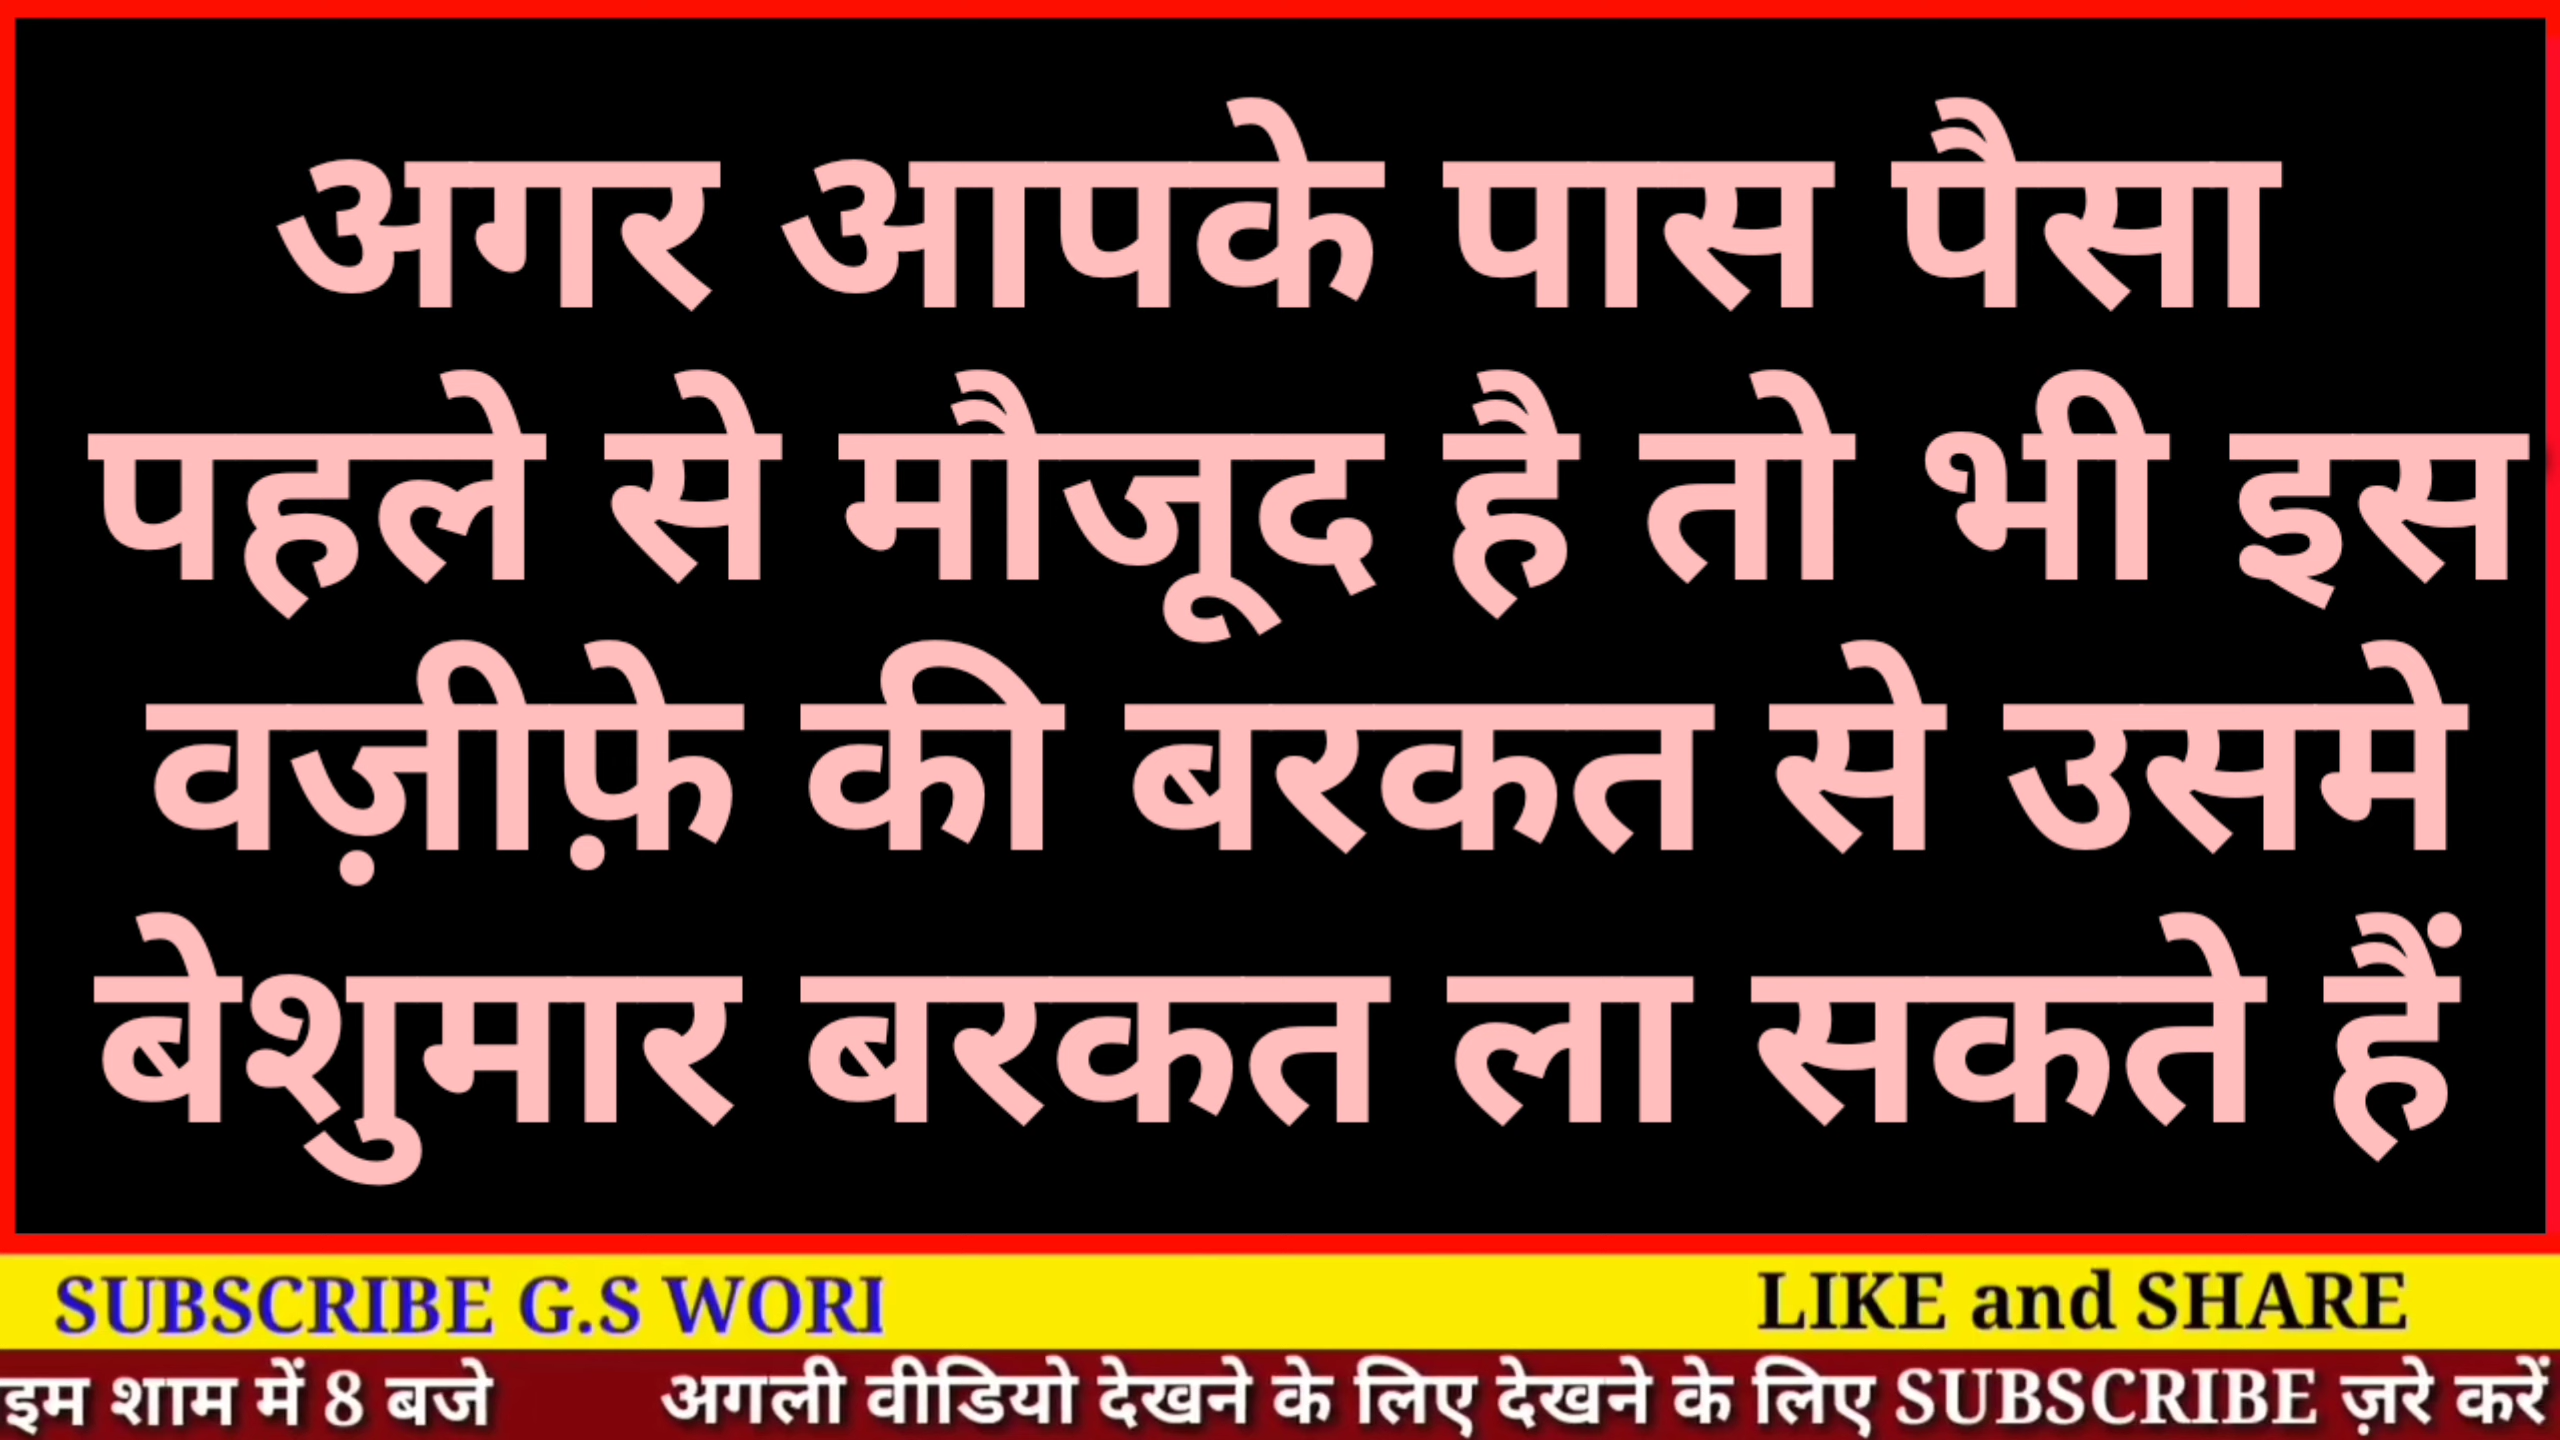 अगर आपके पास पैसा
पहले से मौजूद है तो भी इस
वज़ीफ़े की बरकत से उसमे
बेशुमार बरकत ला सकते हैं
SUBSCRIBE G.S WORI LIKE and SHARE
इम शाम में 8 बजे अगली वीडियो देखने के लिए देखने के लिए SUBSCRIBE ज़रे करें